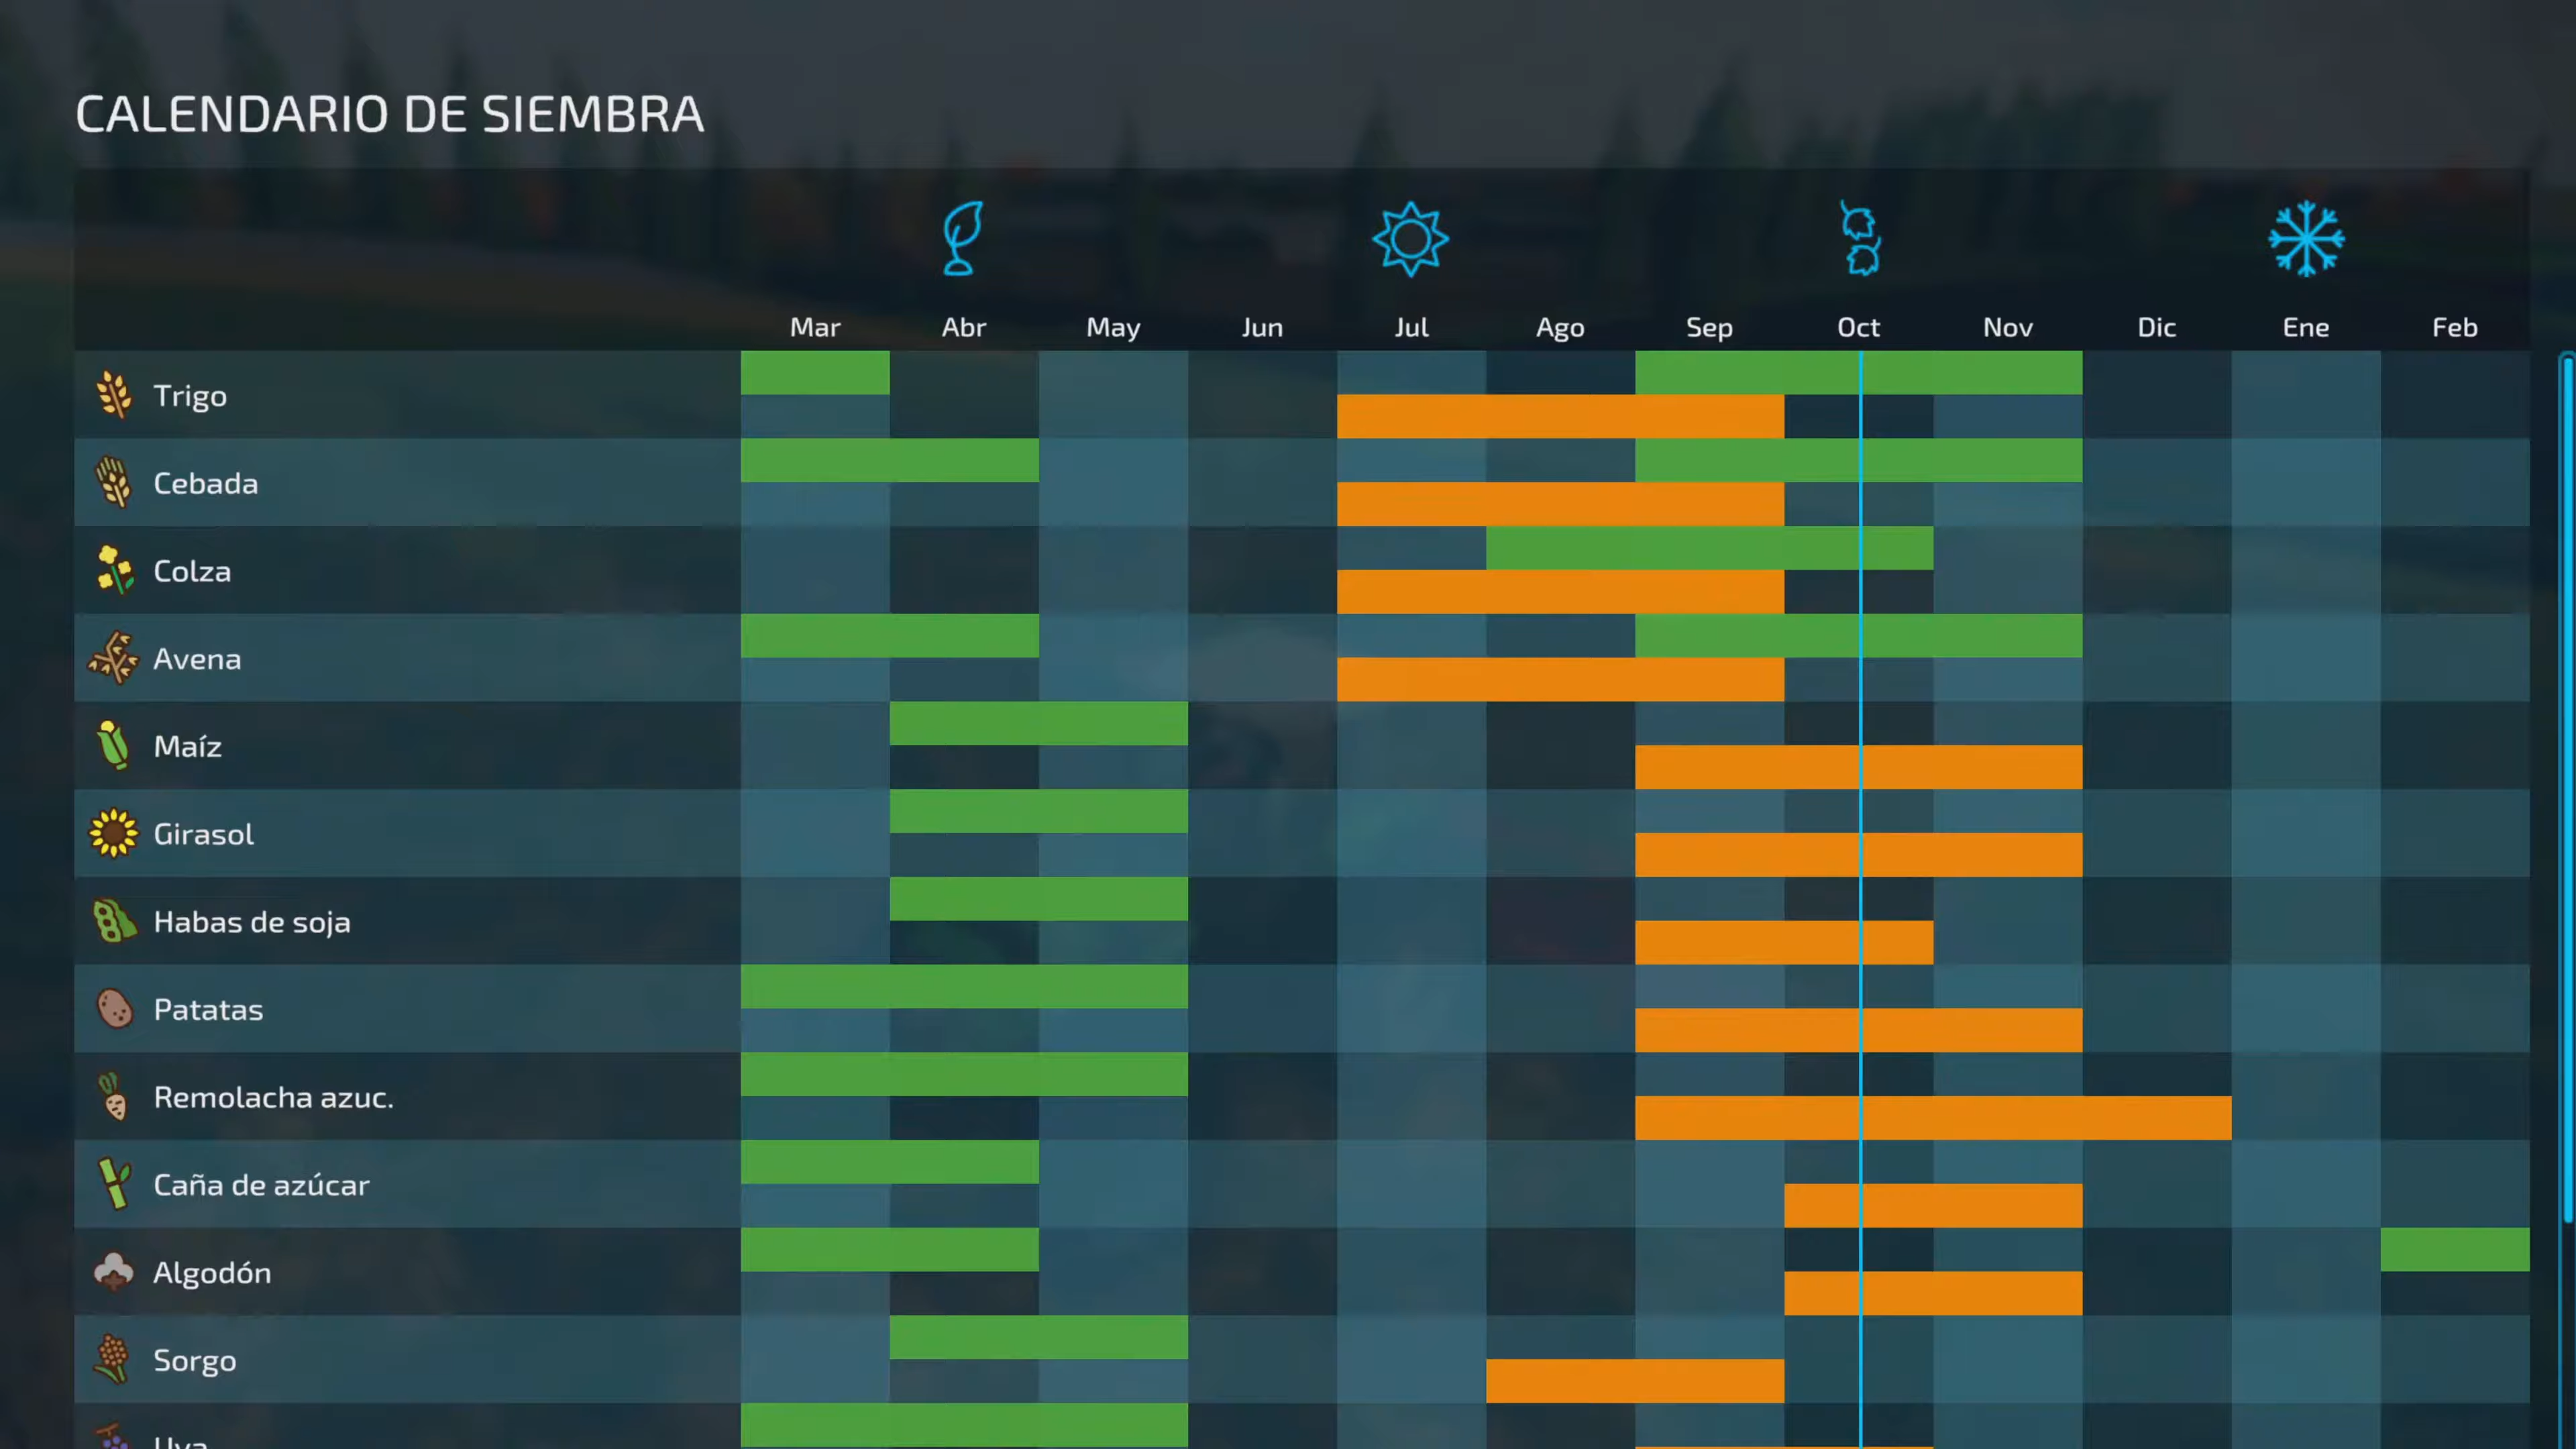 CALENDARIO DE SIEMBRA
Mar Abr May Jun Jul Ago Sep Oct Nov Dic Ene Feb
Trigo
Cebada
Colza
Avena
Maíz
Girasol
Habas de soja
Patatas
Remolacha azuc.
Caña de azúcar
Algodón
Sorgo
Uva